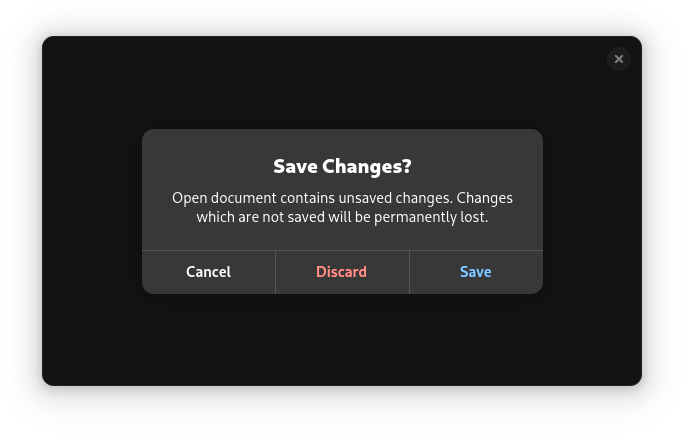 Save Changes?
Open document contains unsaved changes. Changes
which are not saved will be permanently lost.
Cancel
Discard
Save